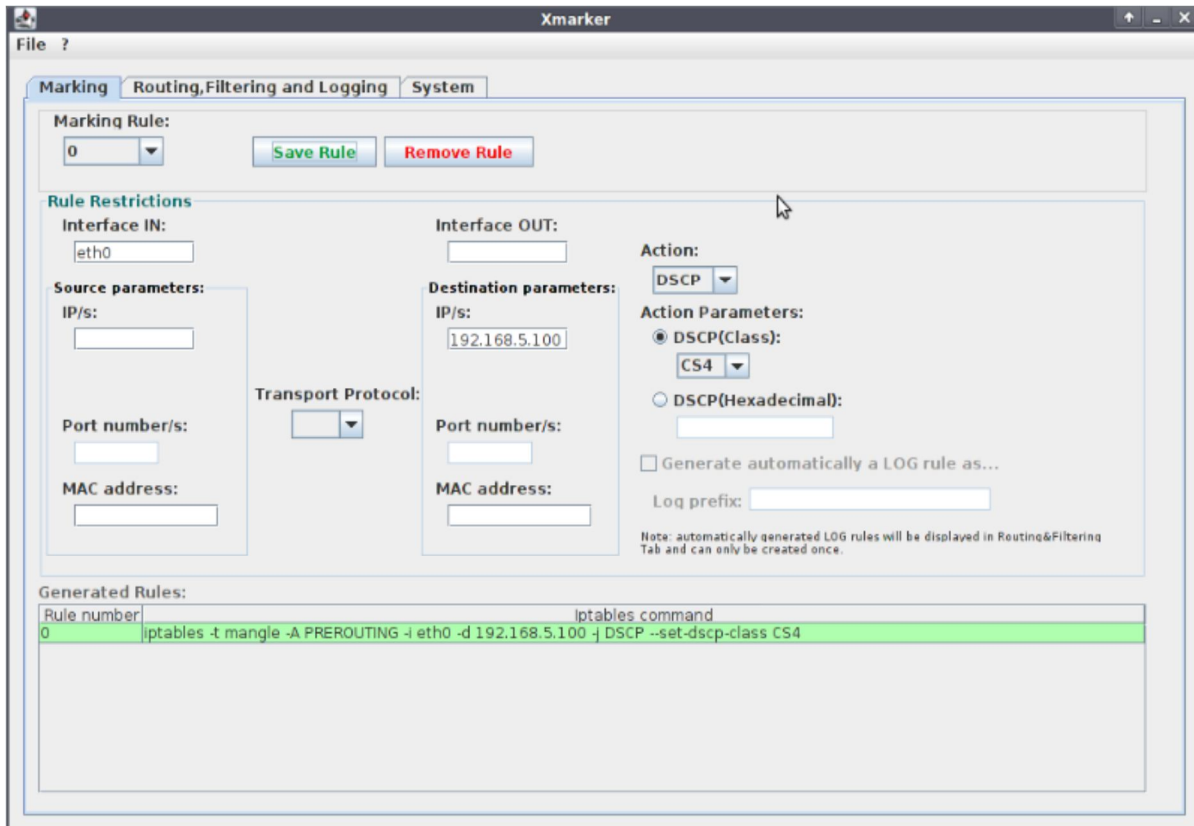 Xmarker
File ?
Marking Routing,Filtering and Logging System
Marking Rule:
0 Save Rule Remove Rule
Rule Restrictions
Interface IN: Interface OUT:
eth0
Action:
DSCP
Source parameters: Destination parameters:
IP/s: IP/s: Action Parameters:
192.168.5.100 DSCP(Class):
CS4
Transport Protocol: DSCP(Hexadecimal):
Port number/s: Port number/s:
Generate automatically a LOG rule as...
MAC address: MAC address:
Log prefix:
Note: automatically generated LOG rules will be displayed in Routing&Filtering
Tab and can only be created once.
Generated Rules:
Rule number Iptables command
0 iptables -t mangle -A PREROUTING -i eth0 -d 192.168.5.100 -j DSCP --set-dscp-class CS4